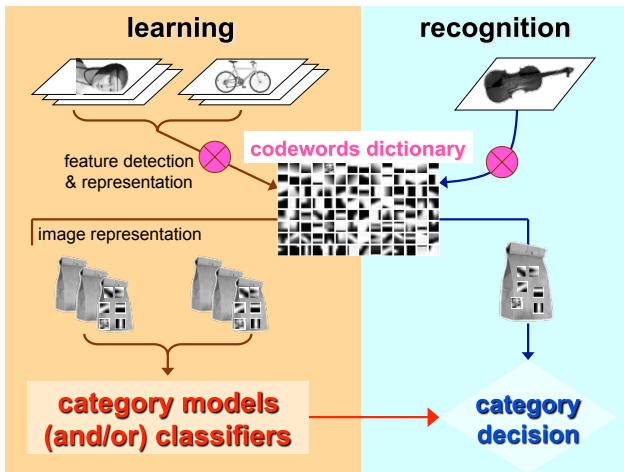 learning
recognition
codewords dictionary
feature detection
& representation
image representation
category models
(and/or) classifiers
category
decision